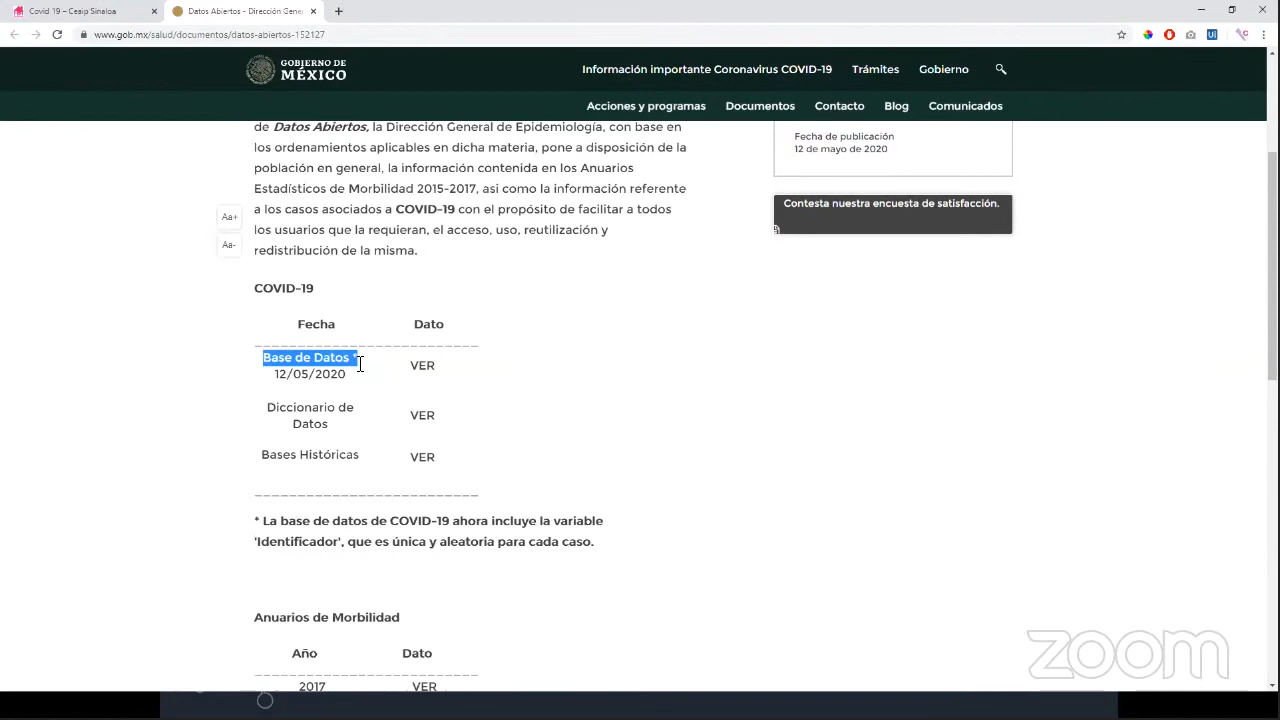 Covid 19 – Ceaip Sinaloa
Datos Abiertos - Dirección Gene
www.gob.mx/salud/documentos/datos-abiertos-152127
GOBIERNO DE
MÉXICO
Información importante Coronavirus COVID-19 Trámites Gobierno
Acciones y programas Documentos Contacto Blog Comunicados
de Datos Abiertos, la Dirección General de Epidemiología, con base en
los ordenamientos aplicables en dicha materia, pone a disposición de la
población en general, la información contenida en los Anuarios
Estadísticos de Morbilidad 2015-2017, asi como la información referente
a los casos asociados a COVID-19 con el propósito de facilitar a todos
los usuarios que la requieran, el acceso, uso, reutilización y
redistribución de la misma.
Aa+
Aa-
Fecha de publicación
12 de mayo de 2020
Contesta nuestra encuesta de satisfacción.
COVID-19
Fecha Dato
Base de Datos *
12/05/2020 VER
Diccionario de
Datos VER
Bases Históricas VER
* La base de datos de COVID-19 ahora incluye la variable
'Identificador', que es única y aleatoria para cada caso.
Anuarios de Morbilidad
Año Dato
2017 VER
zoom